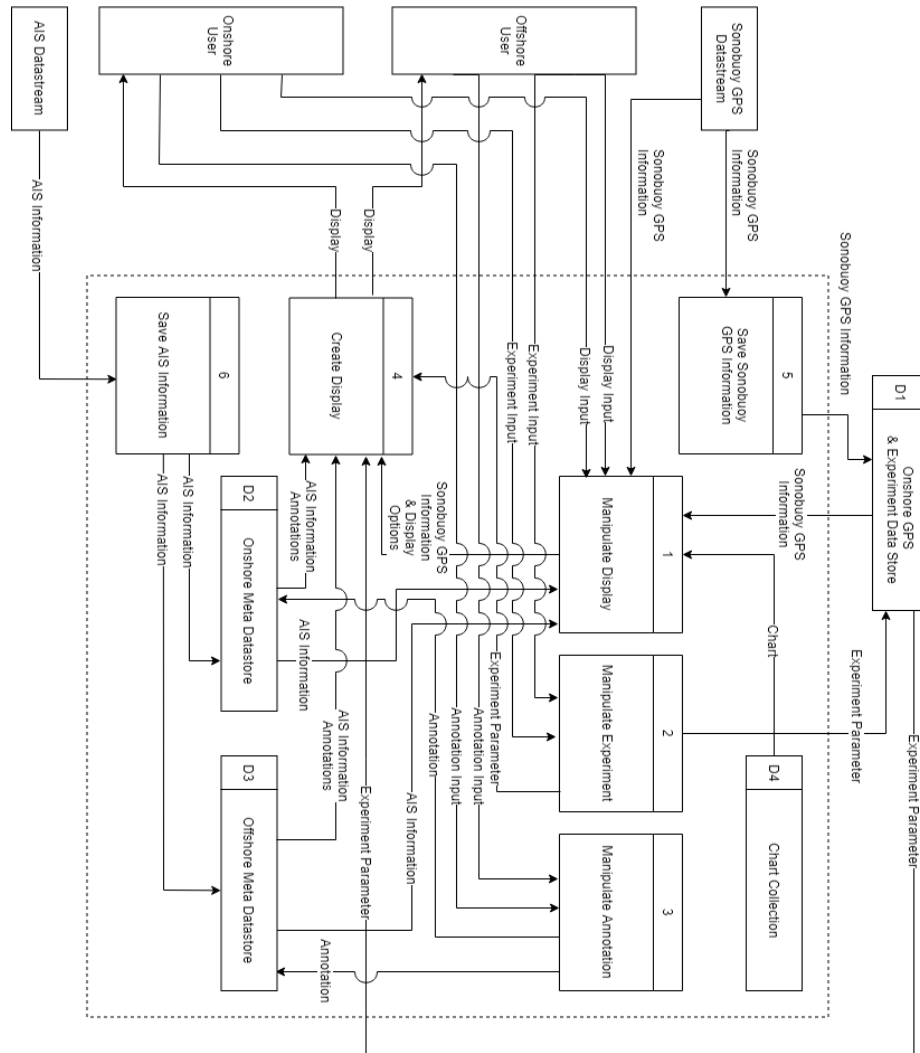 Experiment Parameter
D1
Onshore GPS
& Experiment Data Store
Sonobuoy GPS Information
Experiment Parameter
Sonobuoy GPS
Datastream
Sonobuoy GPS
Information
5
Save Sonobuoy
GPS Information
Sonobuoy GPS
Information
D4
Chart Collection
Chart
Sonobuoy GPS
Information
1
Manipulate Display
2
Manipulate Experiment
3
Manipulate Annotation
Offshore
User
Display Input
Display Input
Experiment Input
Experiment Input
Experiment Parameter
Annotation Input
Annotation Input
Annotation
Sonobuoy GPS
Information
& Display
Options
AIS Information
Display
Display
4
Create Display
Experiment Parameter
AIS Information
Annotations
AIS Information
Annotations
AIS Information
Annotation
Onshore
User
D2
Onshore Meta Datastore
D3
Offshore Meta Datastore
6
Save AIS Information
AIS Information
AIS Information
AIS Datastream
AIS Information